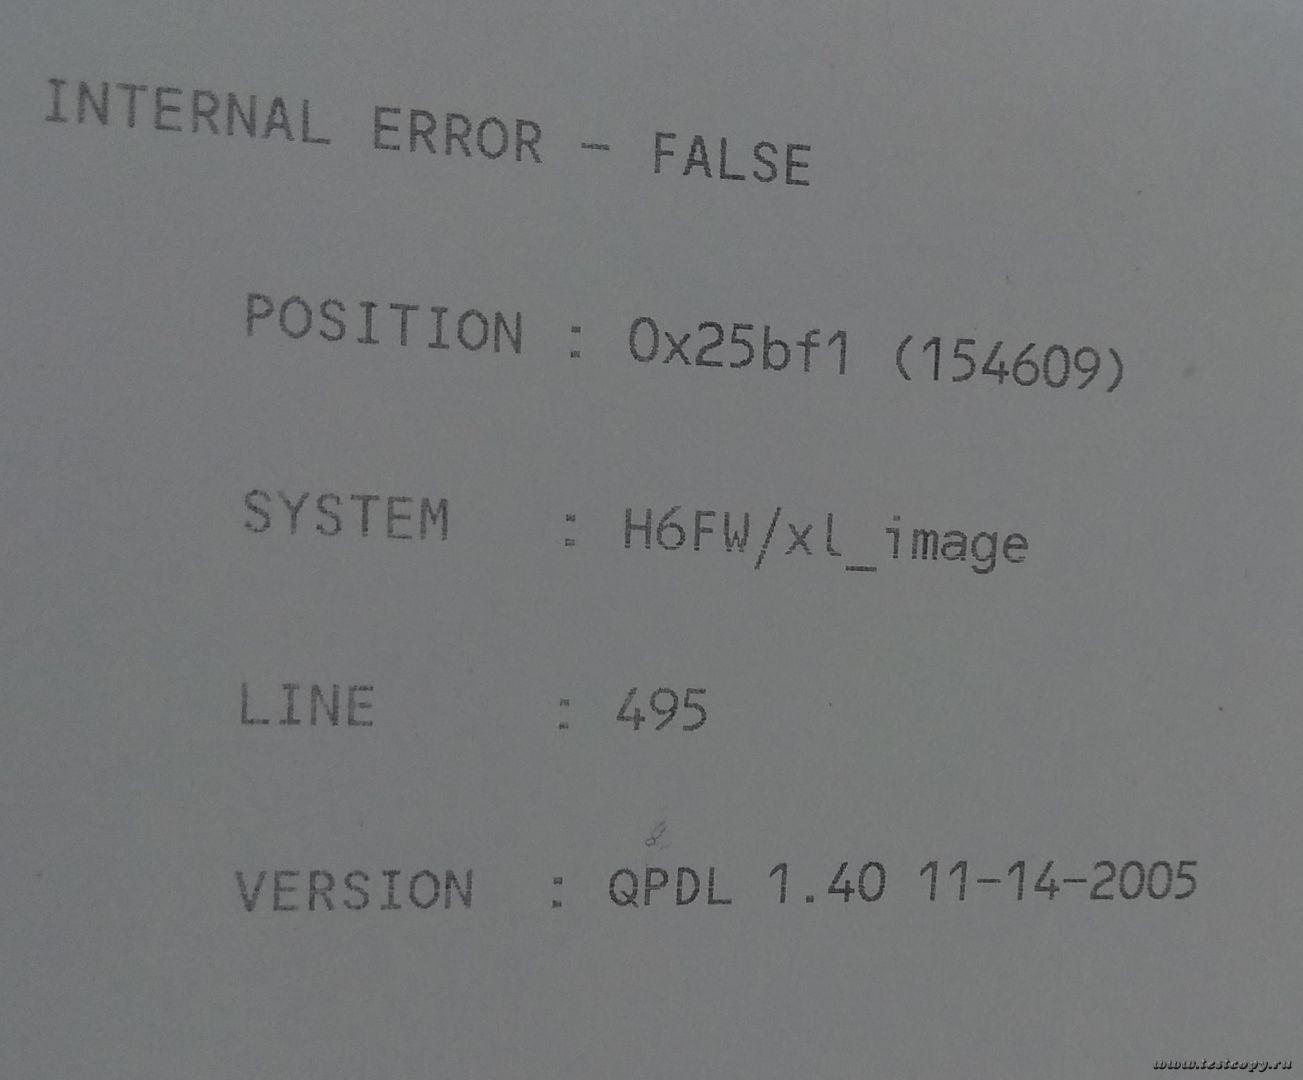 INTERNAL ERROR - FALSE
POSITION : 0x25bf1 (154609)
SYSTEM : H6FW/xl_image
LINE : 495
VERSION : QPDL 1.40 11-14-2005
www.testcopy.ru